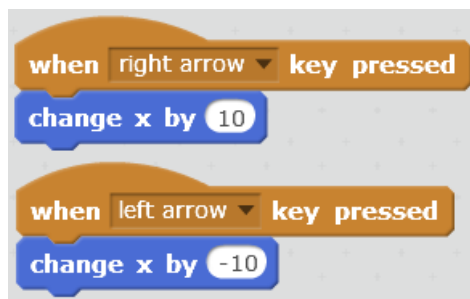 when right arrow key pressed
change x by 10
when left arrow key pressed
change x by -10